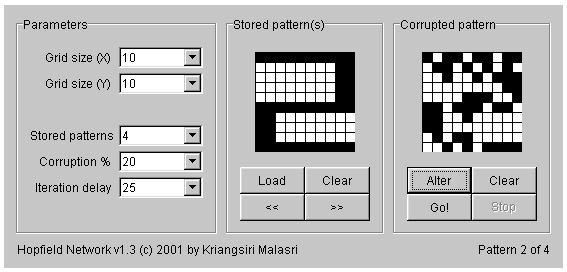 Parameters
Grid size (X) 10
Grid size (Y) 10
Stored patterns 4
Corruption % 20
Iteration delay 25
Stored pattern(s)
Load Clear
<< >>
Corrupted pattern
Alter Clear
Go! Stop
Hopfield Network v1.3 (c) 2001 by Kriangsiri Malasri
Pattern 2 of 4